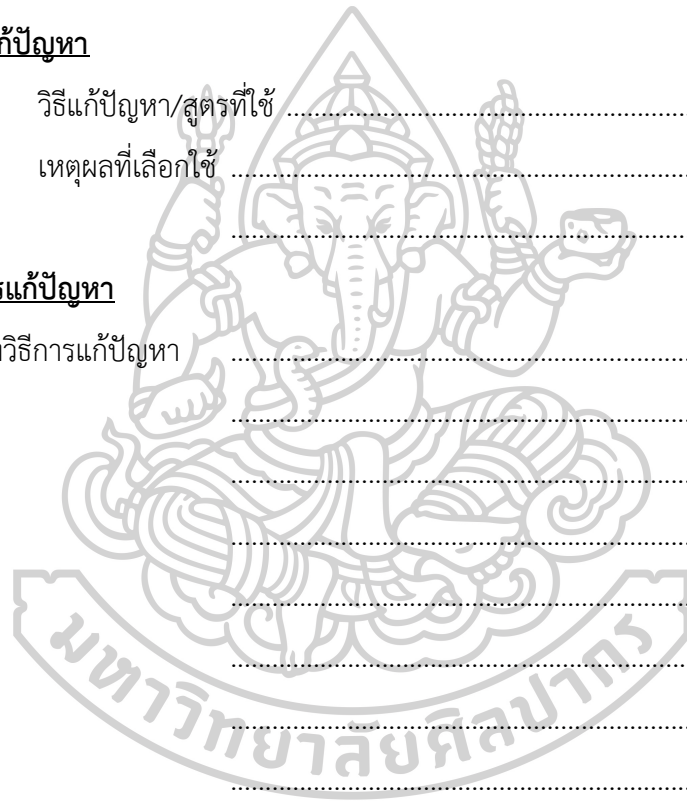 ก้ปัญหา
วิธีแก้ปัญหา/สูตรที่ใช้ ................................................................
เหตุผลที่เลือกใช้ ................................................................
................................................................
รแก้ปัญหา
วิธีการแก้ปัญหา ................................................................
................................................................
................................................................
................................................................
................................................................
................................................................
................................................................
................................................................
มหาวิทยาลัยศิลปากร